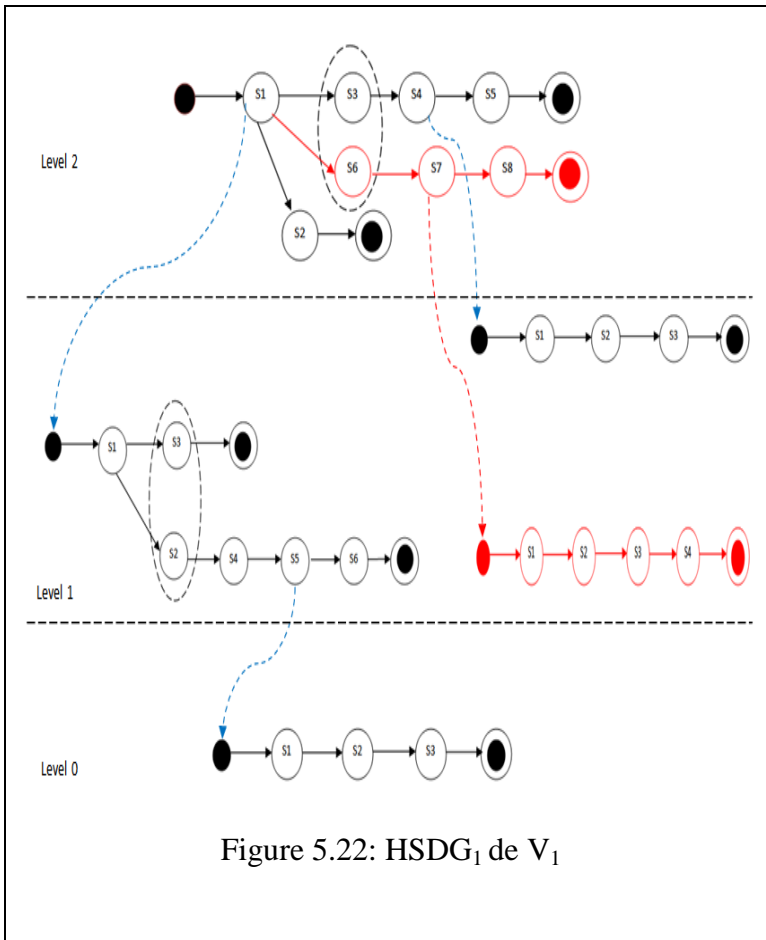 S1 S3 S4 S5
Level 2
S6 S7 S8
S2
S1 S2 S3
S1 S3
S2 S4 S5 S6
S1 S2 S3 S4
Level 1
S1 S2 S3
Level 0
Figure 5.22: HSDG₁ de V₁